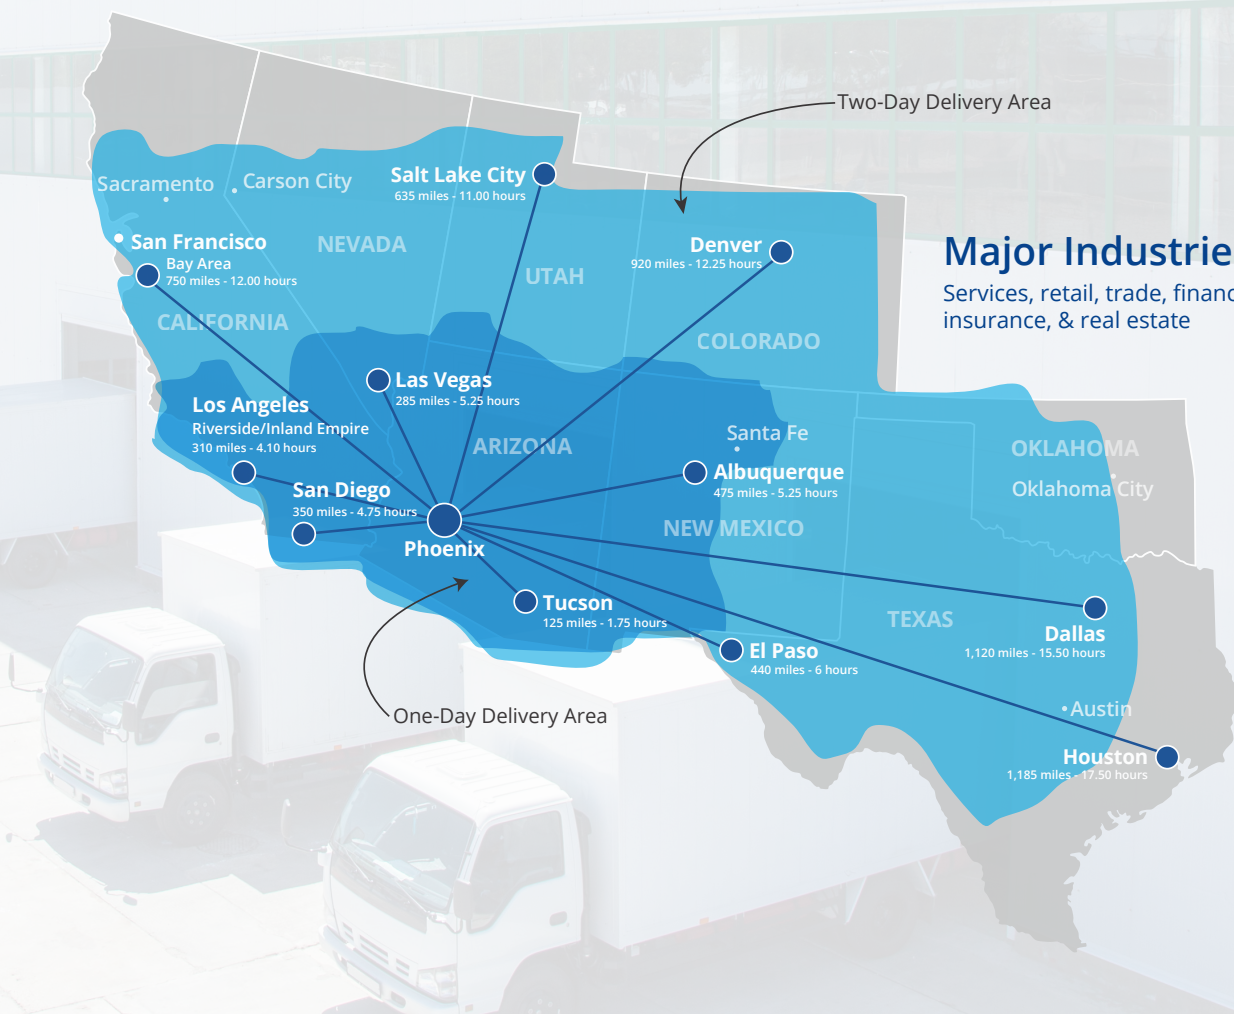 Two-Day Delivery Area
Sacramento
Carson City
Salt Lake City
635 miles - 11.00 hours
San Francisco
Bay Area
750 miles - 12.00 hours
NEVADA
UTAH
Denver
920 miles - 12.25 hours
Major Industrie
Services, retail, trade, financ
insurance, & real estate
CALIFORNIA
COLORADO
Las Vegas
285 miles - 5.25 hours
Los Angeles
Riverside/Inland Empire
310 miles - 4.10 hours
ARIZONA
Santa Fe
OKLAHOMA
Albuquerque
475 miles - 5.25 hours
Oklahoma City
San Diego
350 miles - 4.75 hours
NEW MEXICO
Phoenix
Tucson
125 miles - 1.75 hours
TEXAS
Dallas
1,120 miles - 15.50 hours
El Paso
440 miles - 6 hours
One-Day Delivery Area
Austin
Houston
1,185 miles - 17.50 hours